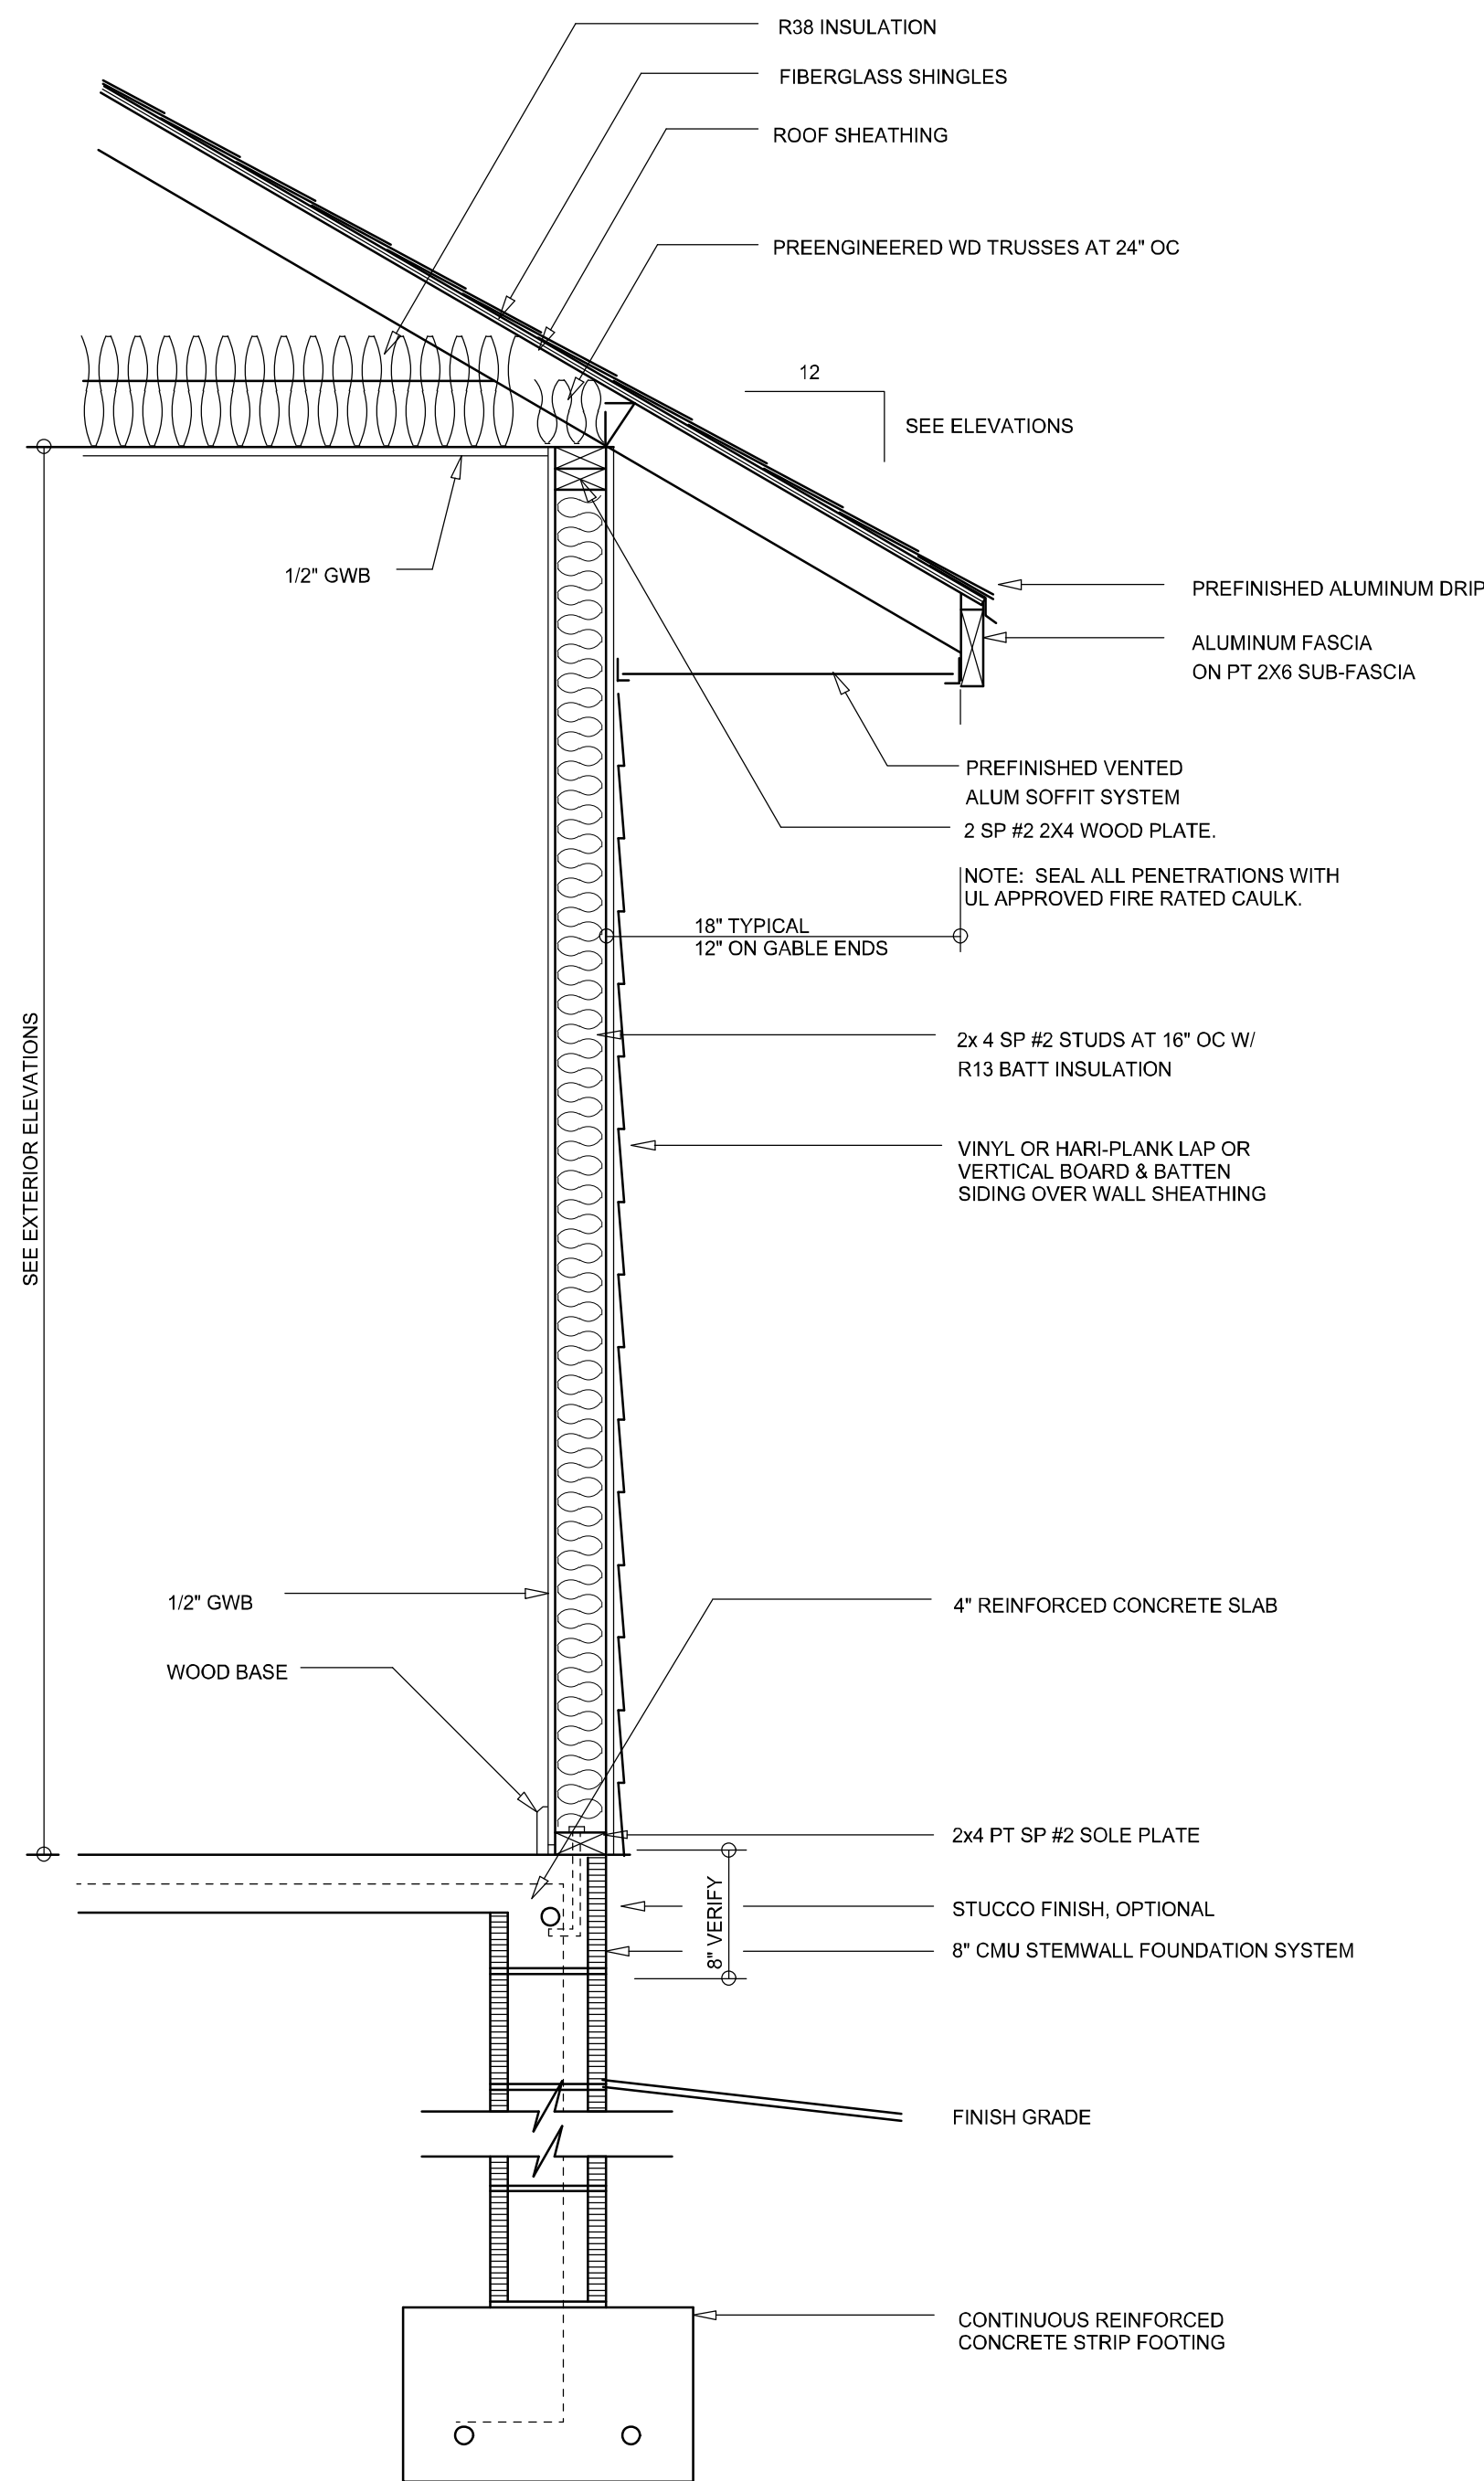 R38 INSULATION
FIBERGLASS SHINGLES
ROOF SHEATHING
PREENGINEERED WD TRUSSES AT 24" OC
12
SEE ELEVATIONS
1/2" GWB
PREFINISHED ALUMINUM DRIP
ALUMINUM FASCIA
ON PT 2X6 SUB-FASCIA
PREFINISHED VENTED
ALUM SOFFIT SYSTEM
2 SP #2 2X4 WOOD PLATE.
NOTE: SEAL ALL PENETRATIONS WITH
UL APPROVED FIRE RATED CAULK.
18" TYPICAL
12" ON GABLE ENDS
SEE EXTERIOR ELEVATIONS
2x 4 SP #2 STUDS AT 16" OC W/
R13 BATT INSULATION
VINYL OR HARI-PLANK LAP OR
VERTICAL BOARD & BATTEN
SIDING OVER WALL SHEATHING
1/2" GWB
4" REINFORCED CONCRETE SLAB
WOOD BASE
2x4 PT SP #2 SOLE PLATE
8" VERIFY
STUCCO FINISH, OPTIONAL
8" CMU STEMWALL FOUNDATION SYSTEM
FINISH GRADE
CONTINUOUS REINFORCED
CONCRETE STRIP FOOTING